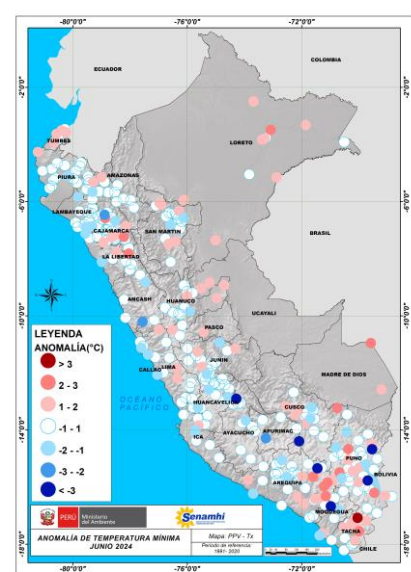 -80°0'0" -76°0'0" -72°0'0"
COLOMBIA
ECUADOR
-2°0'0" -2°0'0"
LORETO
TUMBES
PIURA
AMAZONAS
-6°0'0" -6°0'0"
LAMBAYEQUE
CAJAMARCA
SAN MARTIN
BRASIL
LA LIBERTAD
ANCASH
HUANUCO
UCAYALI
-10°0'0" -10°0'0"
PASCO
LEYENDA
ANOMALÍA(°C)
> 3
2 - 3
1 - 2
-1 - 1
-2 - -1
-3 - -2
< -3
JUNIN
LIMA
CALLAO
MADRE DE DIOS
OCEANO
PACÍFICO
HUANCAVELICA
CUSCO
-14°0'0" -14°0'0"
AYACUCHO
APURIMAC
ICA
PUNO
BOLIVIA
AREQUIPA
MOQUEGUA
TACNA
CHILE
PERÚ
Ministerio
del Ambiente
Senamhi
ANOMALÍA DE TEMPERATURA MÍNIMA
JUNIO 2024
Mapa: PPV - Tx
Periodo de referencia:
1991- 2020
-18°0'0" -18°0'0"
-80°0'0" -76°0'0" -72°0'0"